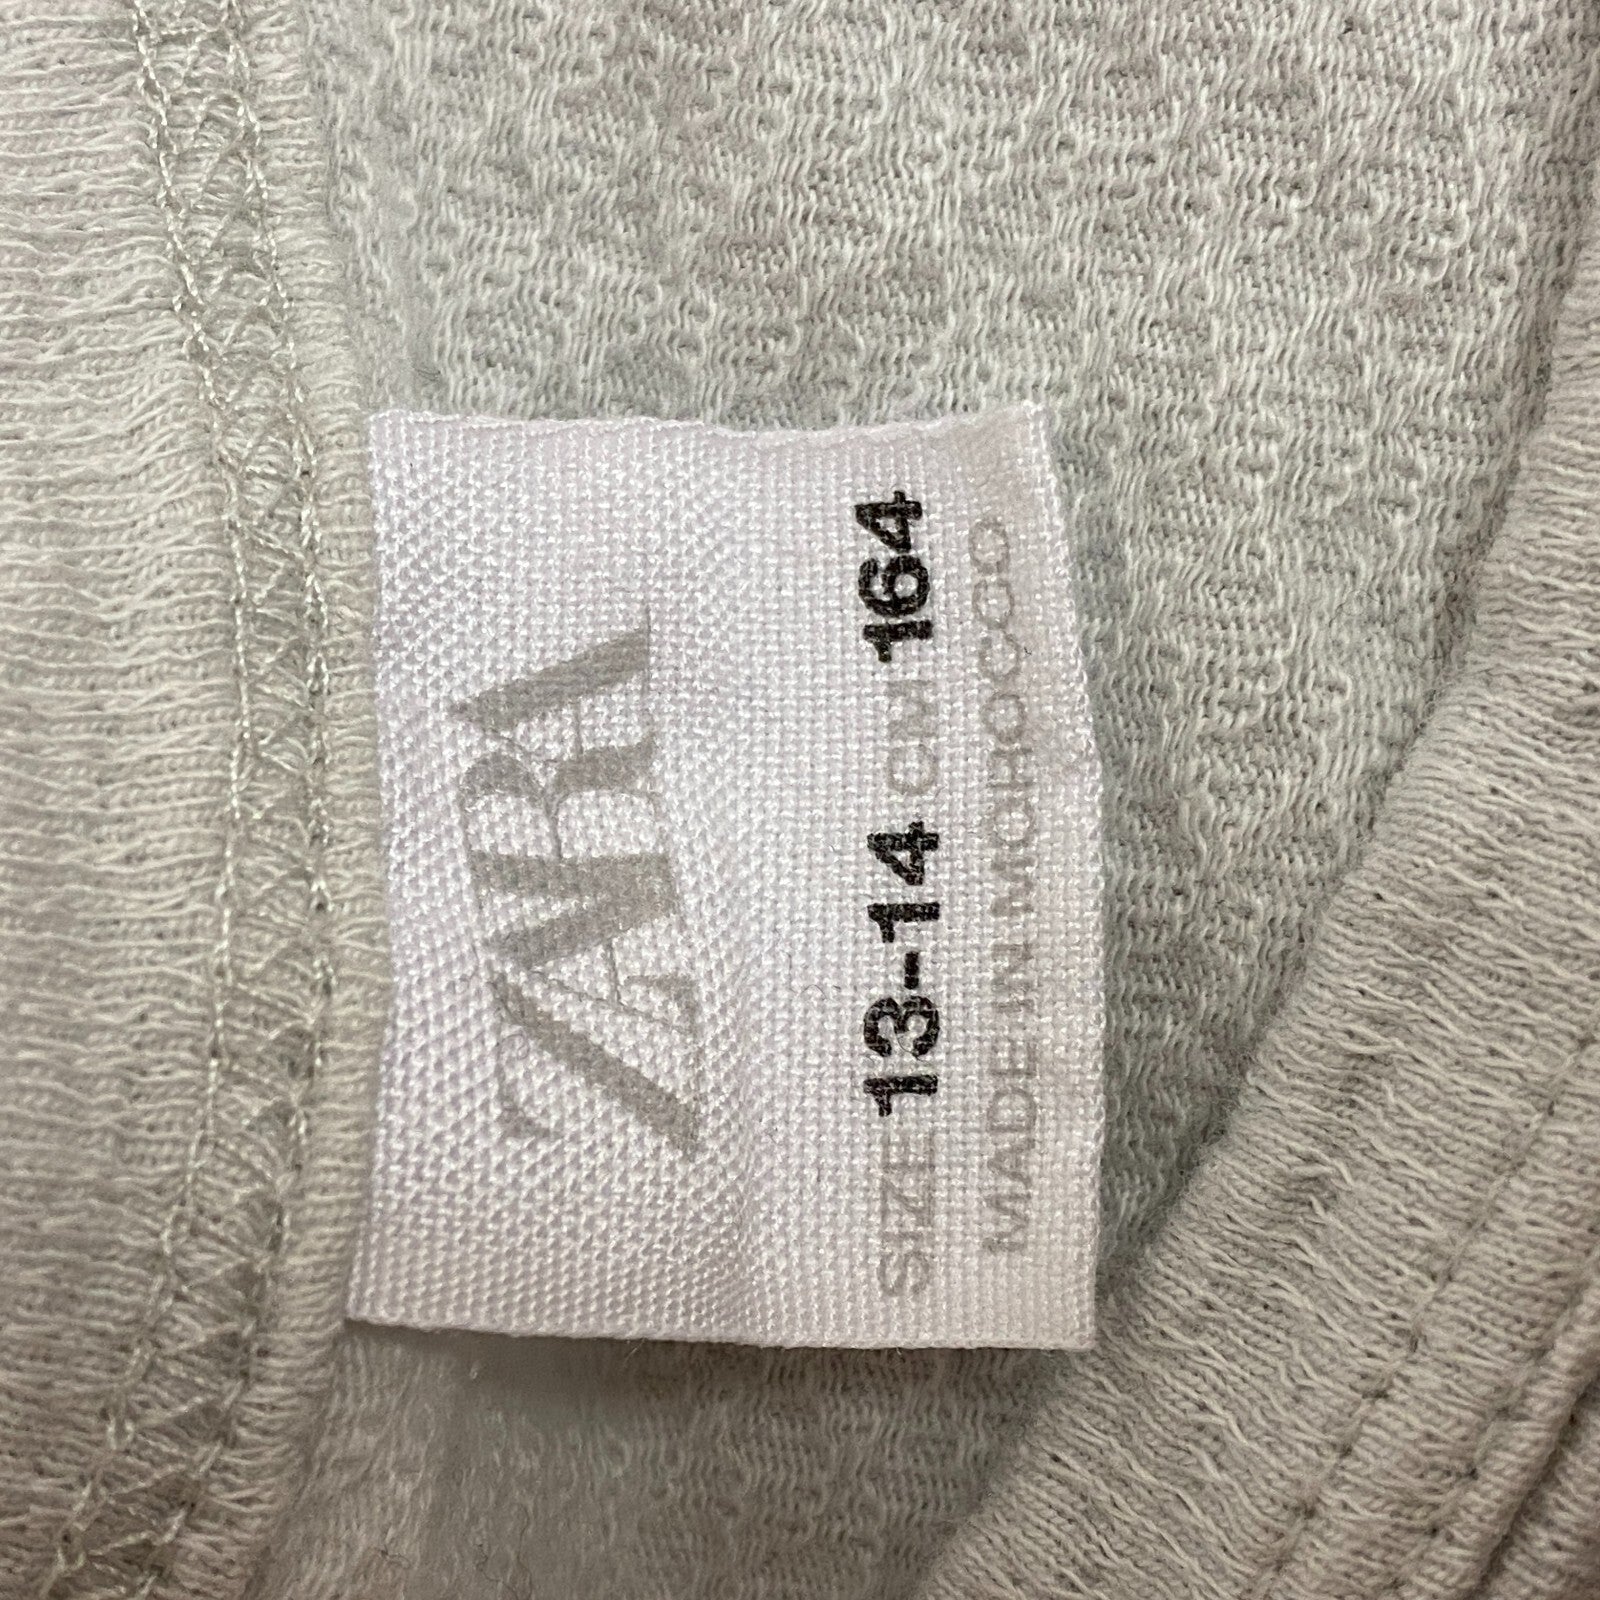 ZARA
SIZE 13-14 CM 164
MADE IN MOROCCO